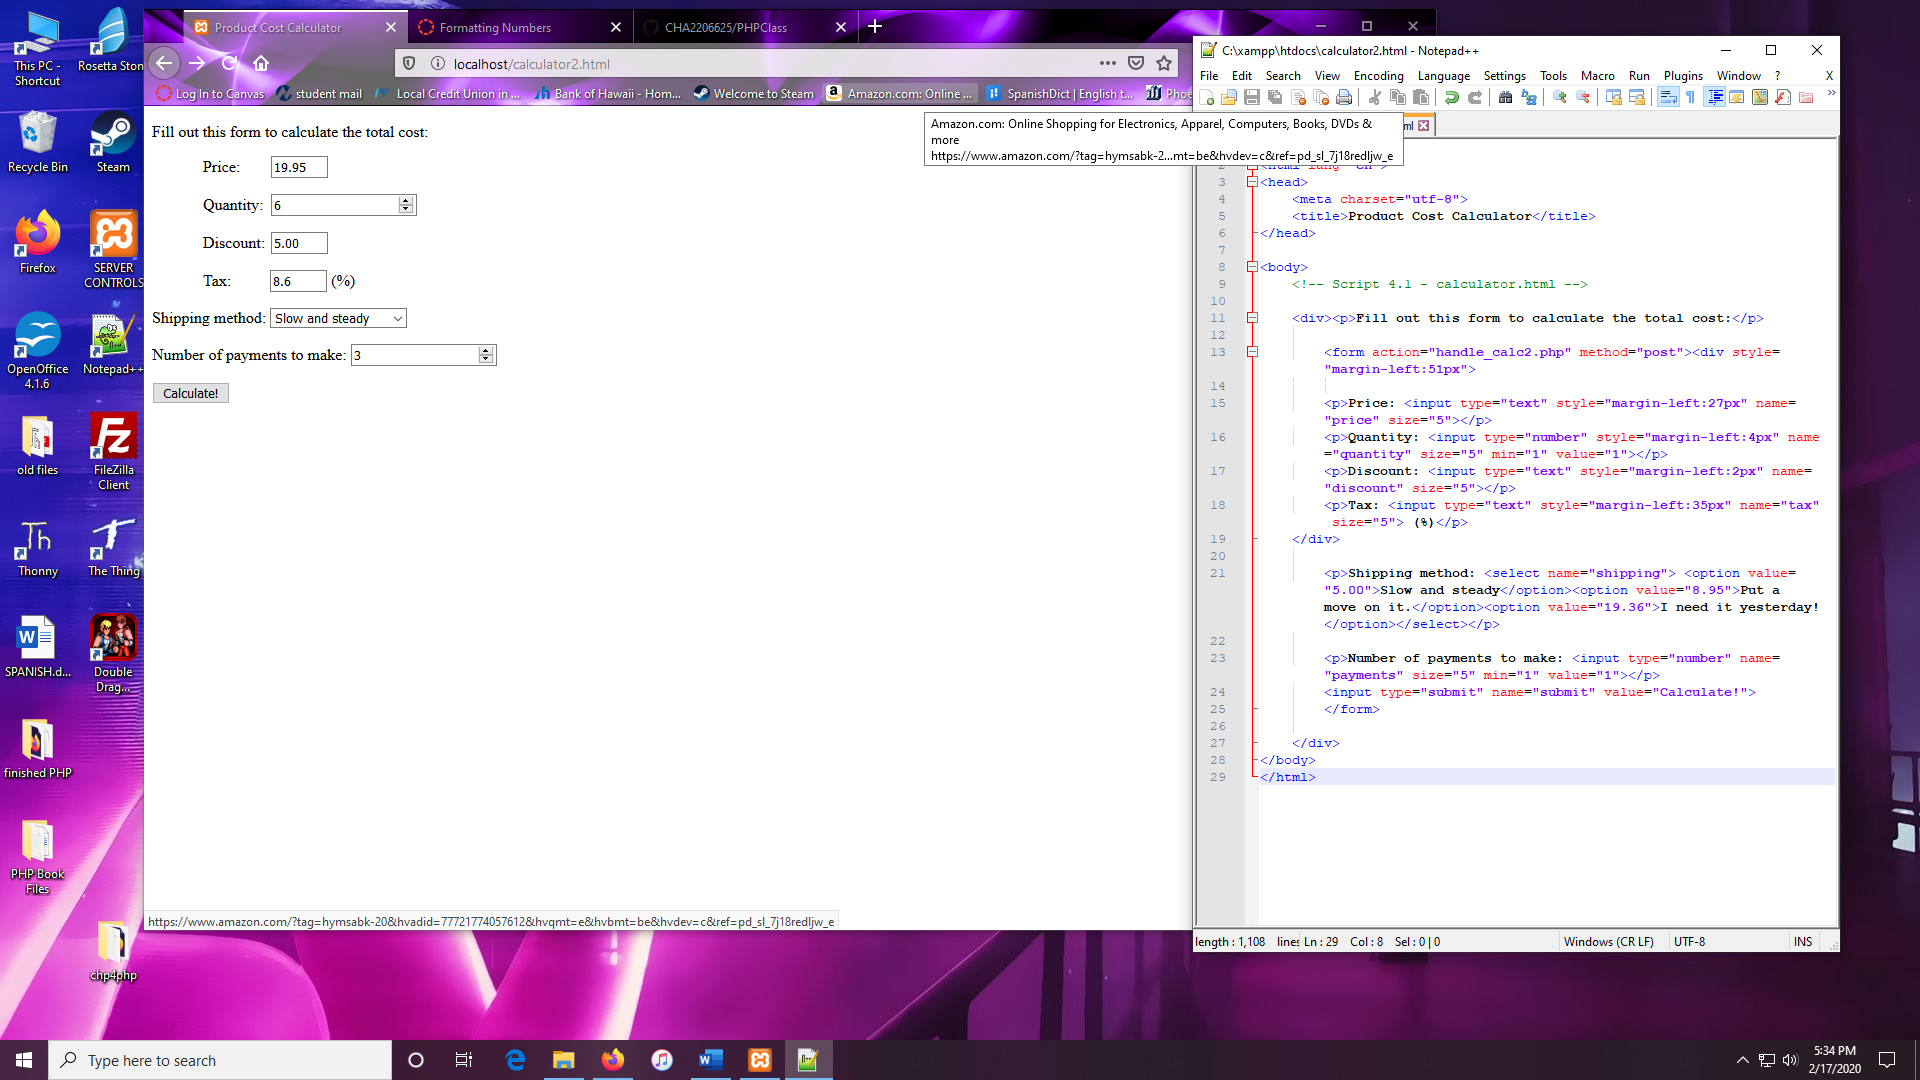 This PC - Shortcut
Rosetta Ston
Recycle Bin
Steam
Firefox
SERVER CONTROLS
OpenOffice 4.1.6
Notepad++
old files
FileZilla Client
Thonny
The Thing
SPANISH.d...
Double Drag...
finished PHP
PHP Book Files
chp4php
Product Cost Calculator
Formatting Numbers
CHA2206625/PHPClass
localhost/calculator2.html
Log In to Canvas
student mail
Local Credit Union in ...
Bank of Hawaii - Hom...
Welcome to Steam
Amazon.com: Online ...
SpanishDict | English t...
Phoe
Amazon.com: Online Shopping for Electronics, Apparel, Computers, Books, DVDs &
more
https://www.amazon.com/?tag=hymsabk-2...mt=be&hvdev=c&ref=pd_sl_7j18redljw_e
Fill out this form to calculate the total cost:
Price: 19.95
Quantity: 6
Discount: 5.00
Tax: 8.6 (%)
Shipping method: Slow and steady
Number of payments to make: 3
Calculate!
https://www.amazon.com/?tag=hymsabk-20&hvadid=77721774057612&hvqmt=e&hvbmt=be&hvdev=c&ref=pd_sl_7j18redljw_e
C:\xampp\htdocs\calculator2.html - Notepad++
File Edit Search View Encoding Language Settings Tools Macro Run Plugins Window ? X
ml
3 <head>
4 <meta charset="utf-8">
5 <title>Product Cost Calculator</title>
6 </head>
7
8 <body>
9 <!-- Script 4.1 - calculator.html -->
10
11 <div><p>Fill out this form to calculate the total cost:</p>
12
13 <form action="handle_calc2.php" method="post"><div style=
"margin-left:51px">
14
15 <p>Price: <input type="text" style="margin-left:27px" name=
"price" size="5"></p>
16 <p>Quantity: <input type="number" style="margin-left:4px" name
="quantity" size="5" min="1" value="1"></p>
17 <p>Discount: <input type="text" style="margin-left:2px" name=
"discount" size="5"></p>
18 <p>Tax: <input type="text" style="margin-left:35px" name="tax"
size="5"> (%)</p>
19 </div>
20
21 <p>Shipping method: <select name="shipping"> <option value=
"5.00">Slow and steady</option><option value="8.95">Put a
move on it.</option><option value="19.36">I need it yesterday!
</option></select></p>
22
23 <p>Number of payments to make: <input type="number" name=
"payments" size="5" min="1" value="1"></p>
24 <input type="submit" name="submit" value="Calculate!">
25 </form>
26
27 </div>
28 </body>
29 </html>
length : 1,108 lines Ln : 29 Col : 8 Sel : 0 | 0 Windows (CR LF) UTF-8 INS
Type here to search
5:34 PM
2/17/2020